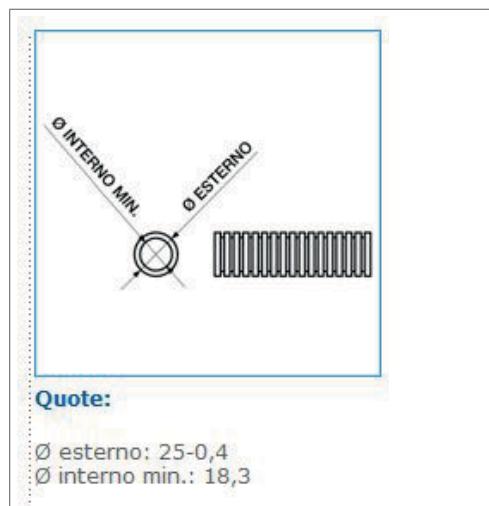 Ø INTERNO MIN.
Ø ESTERNO
Quote:
Ø esterno: 25-0,4
Ø interno min.: 18,3